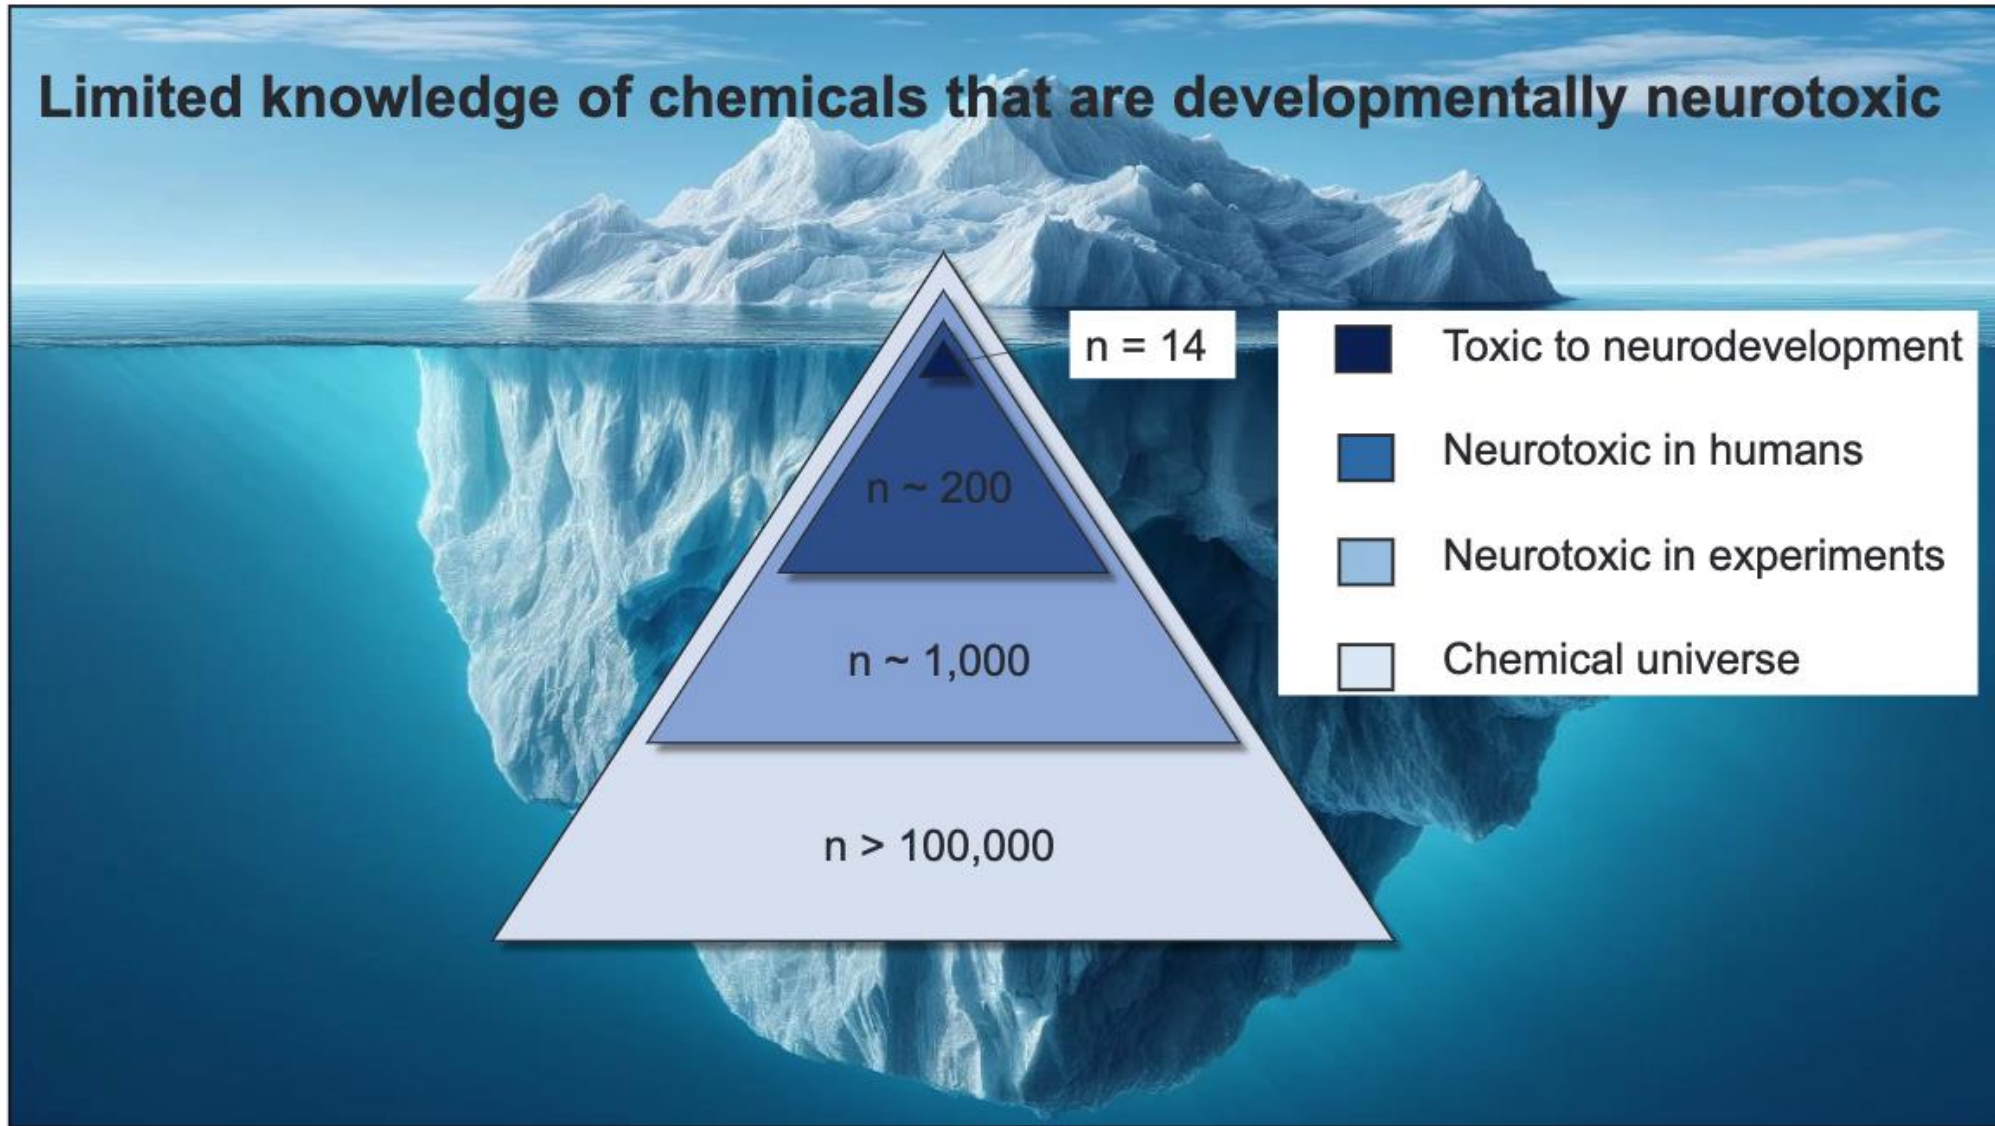 Limited knowledge of chemicals that are developmentally neurotoxic
n = 14
Toxic to neurodevelopment
Neurotoxic in humans
n ~ 200
Neurotoxic in experiments
n ~ 1,000
Chemical universe
n > 100,000